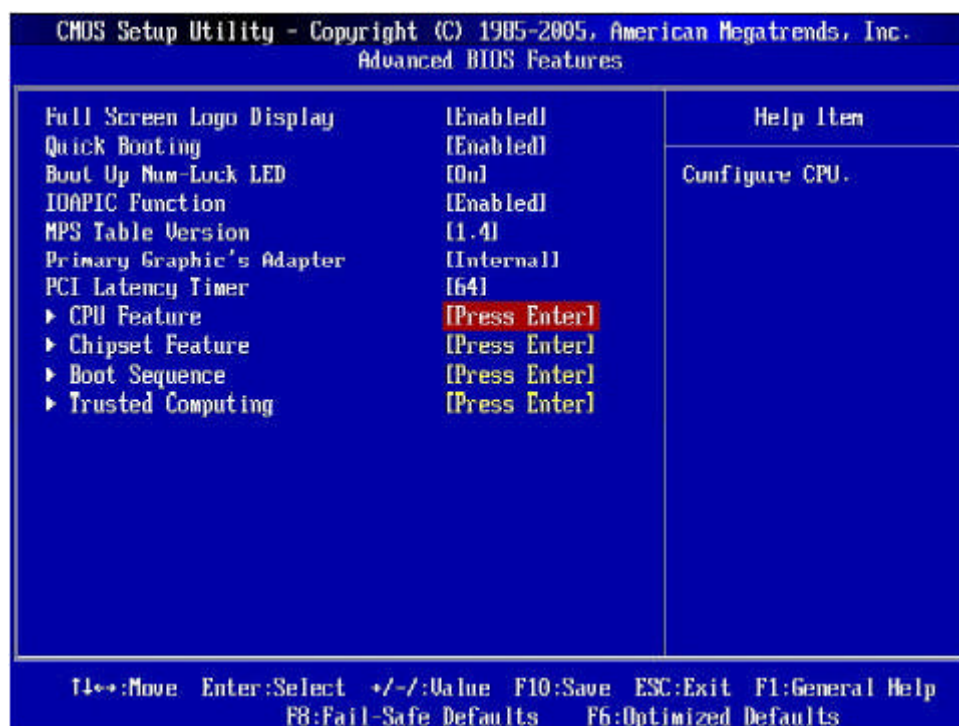 CMOS Setup Utility - Copyright (C) 1985-2005, American Megatrends, Inc.
Advanced BIOS Features
Full Screen Logo Display [Enabled]
Quick Booting [Enabled]
Boot Up Num-Lock LED [On]
IOAPIC Function [Enabled]
MPS Table Version [1.4]
Primary Graphic's Adapter [Internal]
PCI Latency Timer [64]
▶ CPU Feature [Press Enter]
▶ Chipset Feature [Press Enter]
▶ Boot Sequence [Press Enter]
▶ Trusted Computing [Press Enter]
Help Item
Configure CPU.
↑↓←→:Move Enter:Select +/-/:Value F10:Save ESC:Exit F1:General Help
F8:Fail-Safe Defaults F6:Optimized Defaults